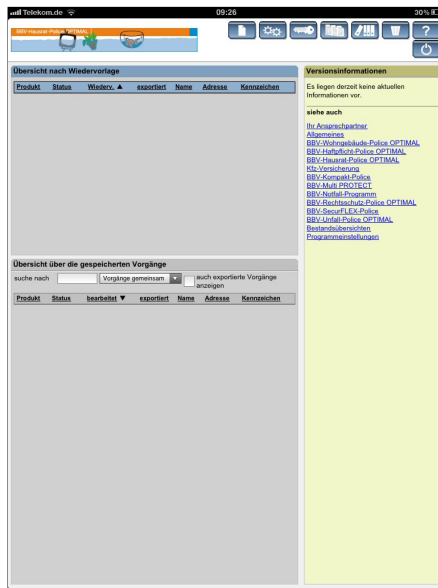 Telekom.de 09:26 30%
BBV-Hausrat-Police OPTIMAL
Übersicht nach Wiedervorlage
Produkt Status Wiederv. ▲ exportiert Name Adresse Kennzeichen
Übersicht über die gespeicherten Vorgänge
suche nach Vorgänge gemeinsam auch exportierte Vorgänge
anzeigen
Produkt Status bearbeitet ▼ exportiert Name Adresse Kennzeichen
Versionsinformationen
Es liegen derzeit keine aktuellen
Informationen vor.
siehe auch
Ihr Ansprechpartner
Allgemeines
BBV-Wohngebäude-Police OPTIMAL
BBV-Haftpflicht-Police OPTIMAL
BBV-Hausrat-Police OPTIMAL
Kfz-Versicherung
BBV-Kompakt-Police
BBV-Multi PROTECT
BBV-Notfall-Programm
BBV-Rechtsschutz-Police OPTIMAL
BBV-SecurFLEX-Police
BBV-Unfall-Police OPTIMAL
Bestandsübersichten
Programmeinstellungen